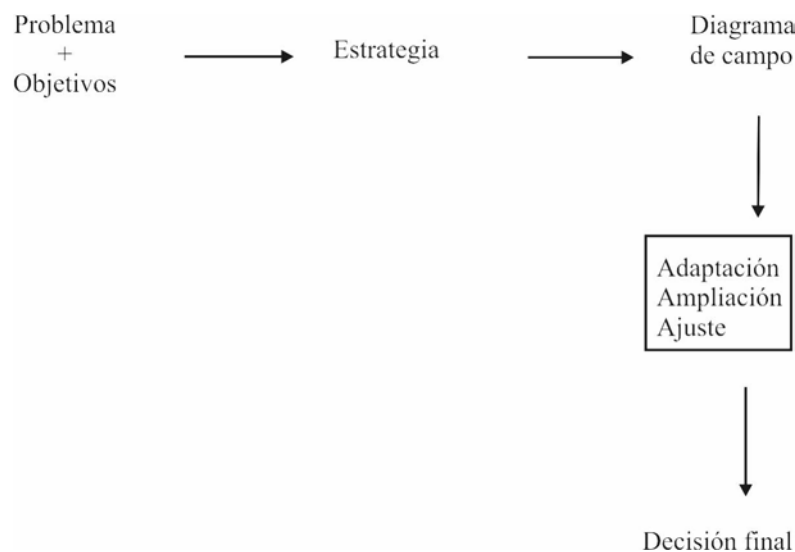 Problema
+
Objetivos
Estrategia
Diagrama
de campo
Adaptación
Ampliación
Ajuste
Decisión final